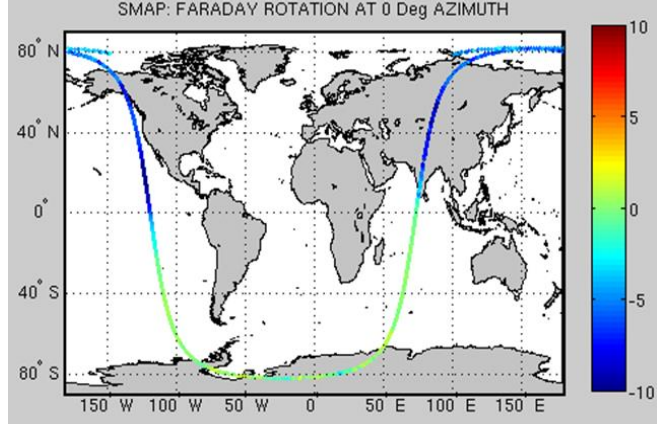 SMAP: FARADAY ROTATION AT 0 Deg AZIMUTH
80° N
40° N
0°
40° S
80° S
150 W 100 W 50 W 0 50 E 100 E 150 E
10
5
0
-5
-10